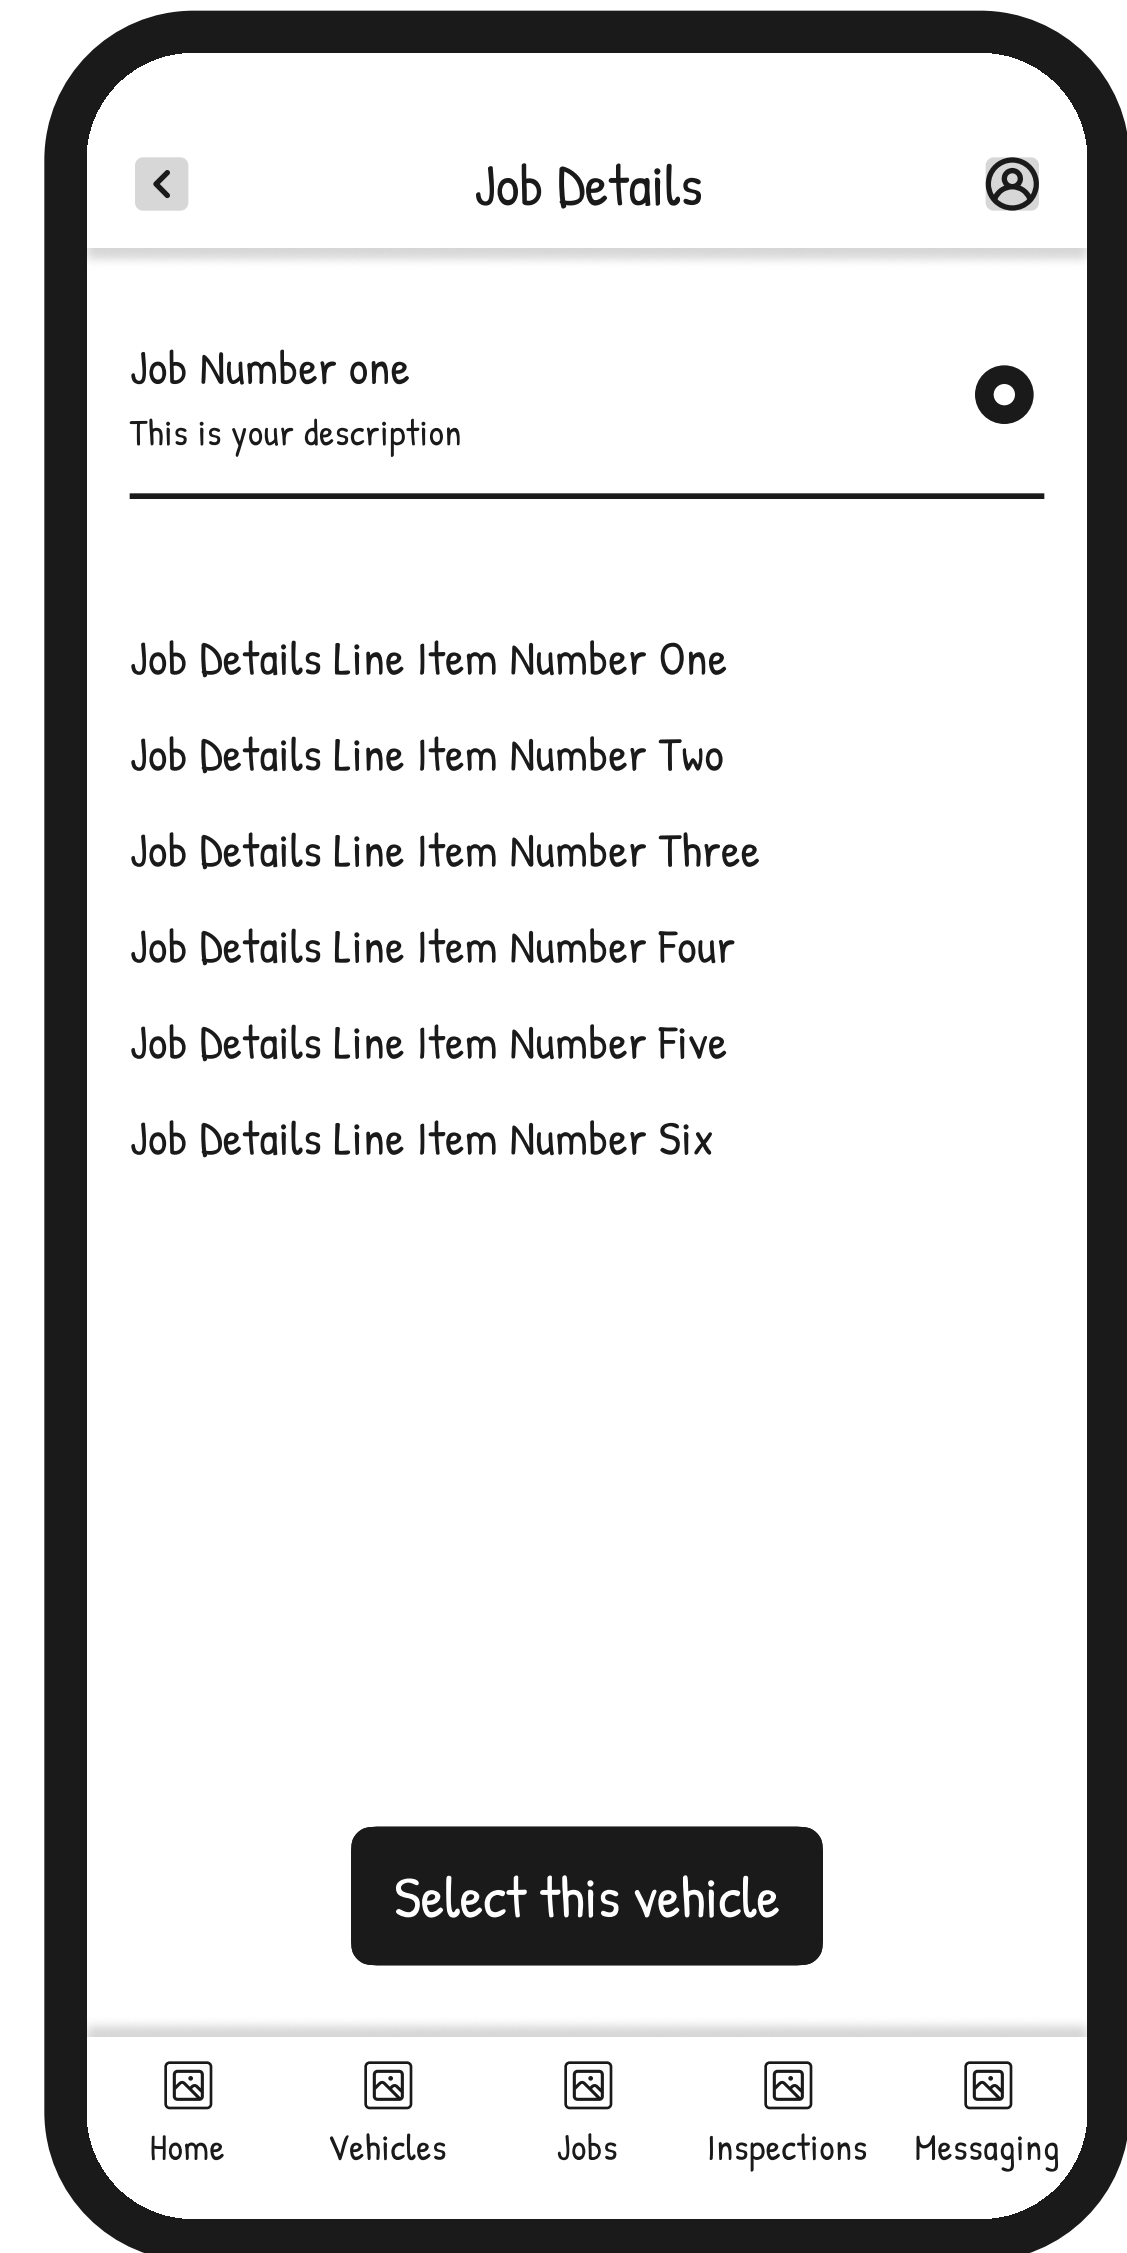 Job Details
Job Number one
This is your description
Job Details Line Item Number One
Job Details Line Item Number Two
Job Details Line Item Number Three
Job Details Line Item Number Four
Job Details Line Item Number Five
Job Details Line Item Number Six
Select this vehicle
Home Vehicles Jobs Inspections Messaging